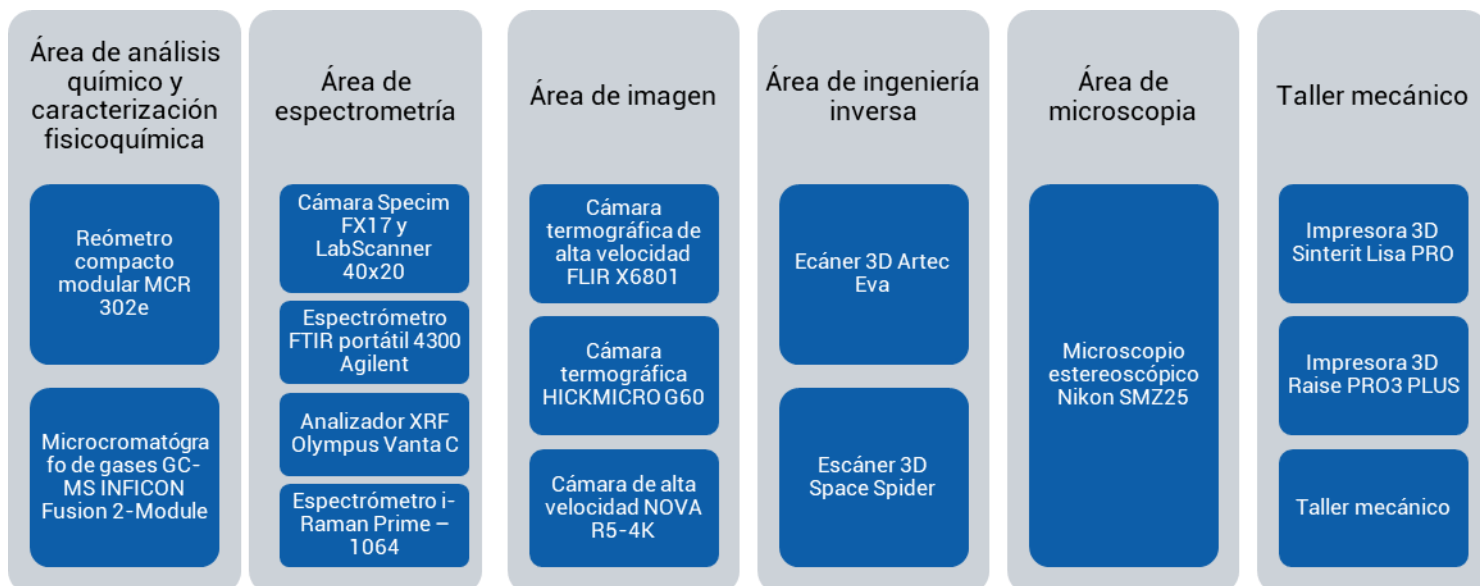 Área de análisis
químico y
caracterización
fisicoquímica
Reómetro
compacto
modular MCR
302e
Microcromatógra
fo de gases GC-
MS INFICON
Fusion 2-Module
Área de
espectrometría
Cámara Specim
FX17 y
LabScanner
40x20
Espectrómetro
FTIR portátil 4300
Agilent
Analizador XRF
Olympus Vanta C
Espectrómetro i-
Raman Prime –
1064
Área de imagen
Cámara
termográfica de
alta velocidad
FLIR X6801
Cámara
termográfica
HICKMICRO G60
Cámara de alta
velocidad NOVA
R5-4K
Área de ingeniería
inversa
Ecáner 3D Artec
Eva
Escáner 3D
Space Spider
Área de
microscopia
Microscopio
estereoscópico
Nikon SMZ25
Taller mecánico
Impresora 3D
Sinterit Lisa PRO
Impresora 3D
Raise PRO3 PLUS
Taller mecánico